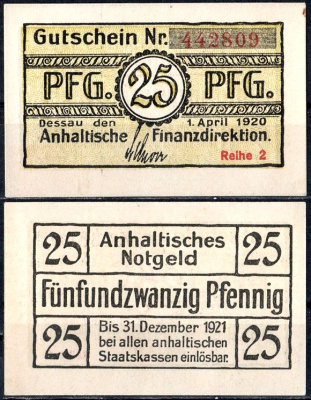 Gutschein Nr. 442809
PFG. 25 PFG.
Dessau den 1. April 1920
Anhaltische Finanzdirektion.
Reihe 2
25 Anhaltisches 25
Notgeld
Fünfundzwanzig Pfennig
25 Bis 31. Dezember 1921 25
bei allen anhaltischen
Staatskassen einlösbar.